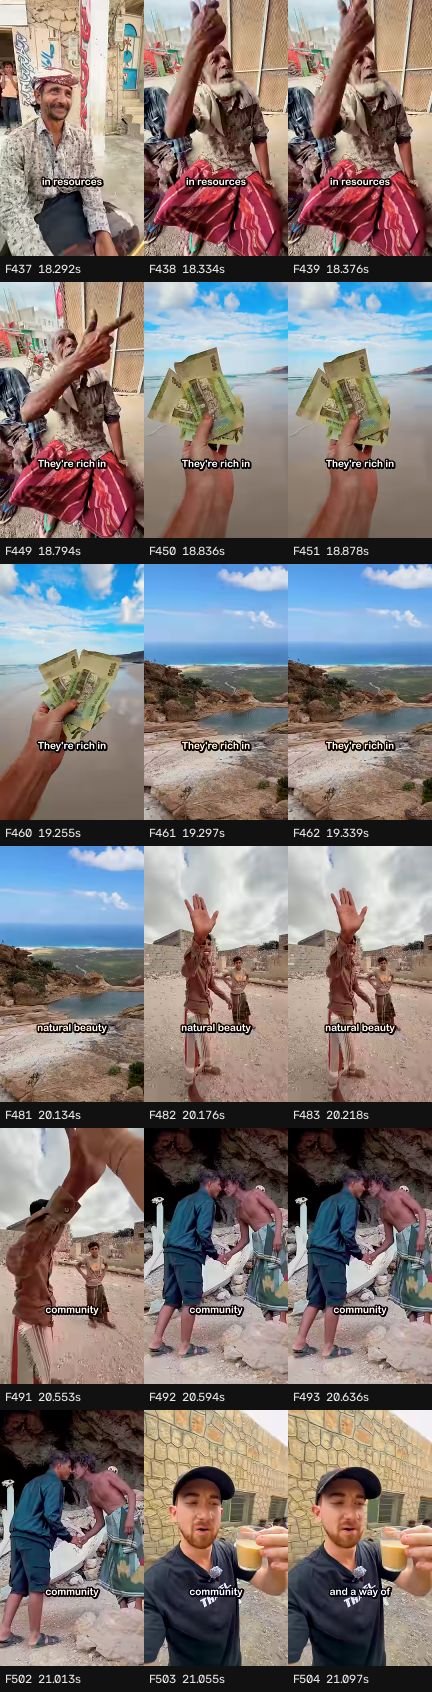 in resources
in resources
in resources
F437 18.292s
F438 18.334s
F439 18.376s
They're rich in
They're rich in
They're rich in
F449 18.794s
F450 18.836s
F451 18.878s
They're rich in
They're rich in
They're rich in
F460 19.255s
F461 19.297s
F462 19.339s
natural beauty
natural beauty
natural beauty
F481 20.134s
F482 20.176s
F483 20.218s
community
community
community
F491 20.553s
F492 20.594s
F493 20.636s
community
community
and a way of
F502 21.013s
F503 21.055s
F504 21.097s